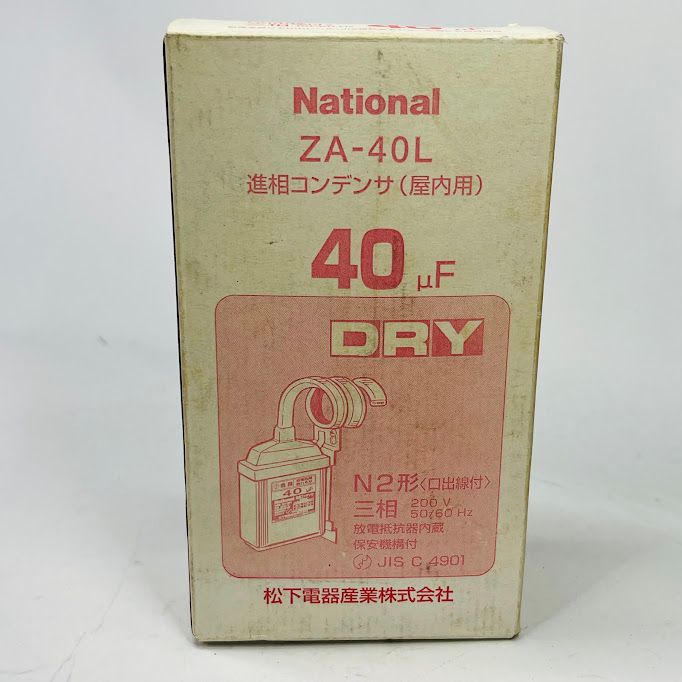 National
ZA-40L
進相コンデンサ(屋内用)
40 μF
DRY
40 μF
N2形〈口出線付〉
三相 200 V 50/60 Hz
放電抵抗器内蔵
保安機構付
JIS C 4901
松下電器産業株式会社